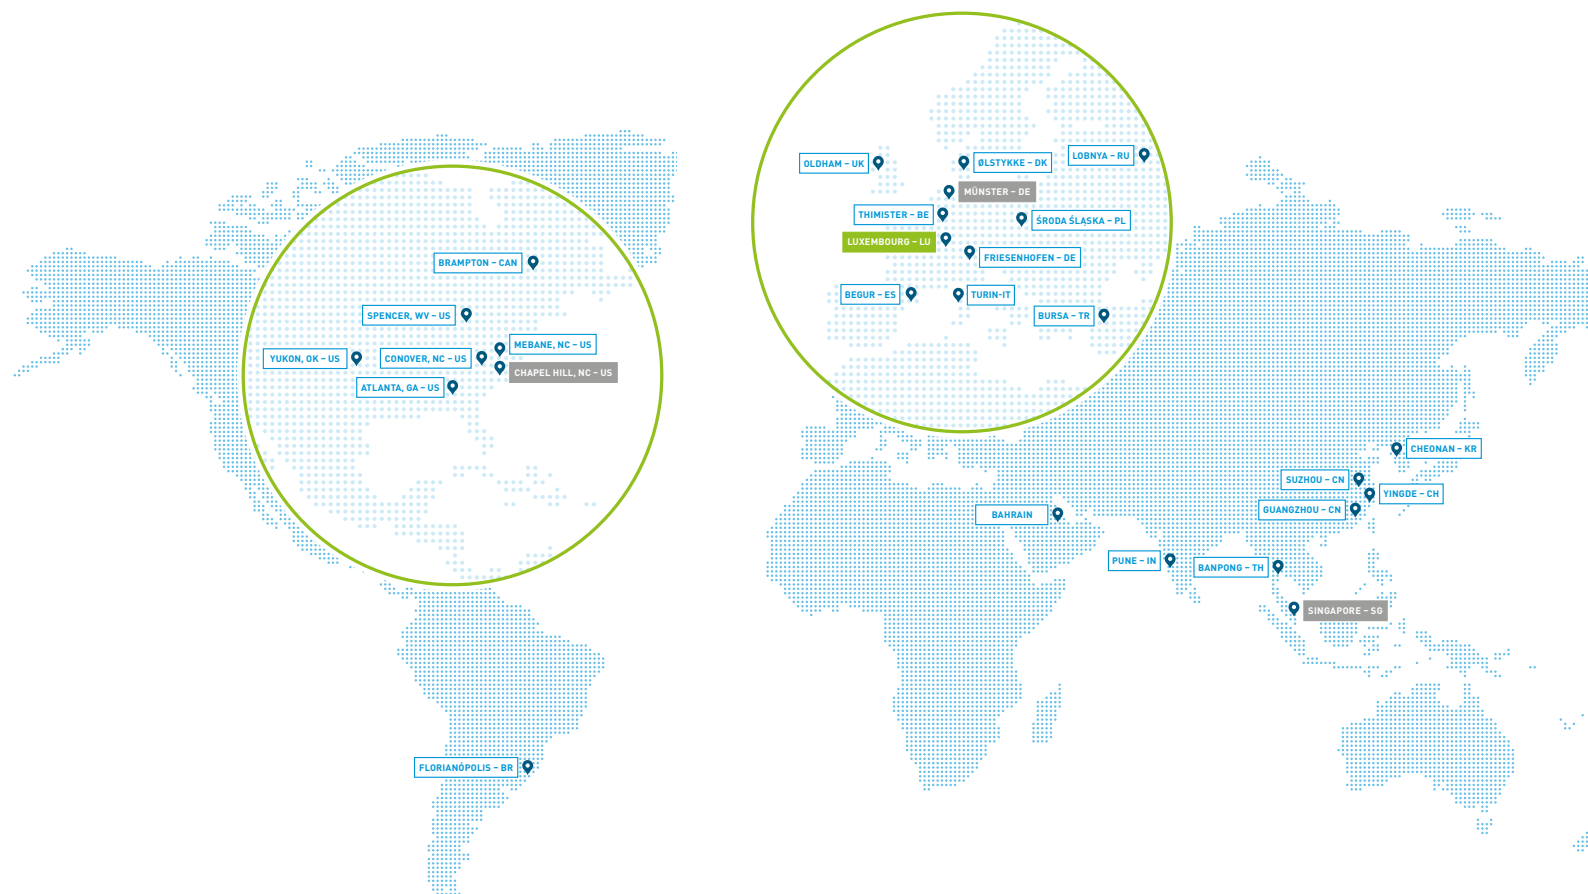 BRAMPTON – CAN
SPENCER, WV – US
MEBANE, NC – US
YUKON, OK – US
CONOVER, NC – US
CHAPEL HILL, NC – US
ATLANTA, GA – US
FLORIANÓPOLIS – BR
OLDHAM – UK
ØLSTYKKE – DK
LOBNYA – RU
MÜNSTER – DE
THIMISTER – BE
ŚRODA ŚLĄSKA – PL
LUXEMBOURG – LU
FRIESENHOFEN – DE
BEGUR – ES
TURIN-IT
BURSA – TR
CHEONAN – KR
SUZHOU – CN
YINGDE – CH
GUANGZHOU – CN
BAHRAIN
PUNE – IN
BANPONG – TH
SINGAPORE – SG